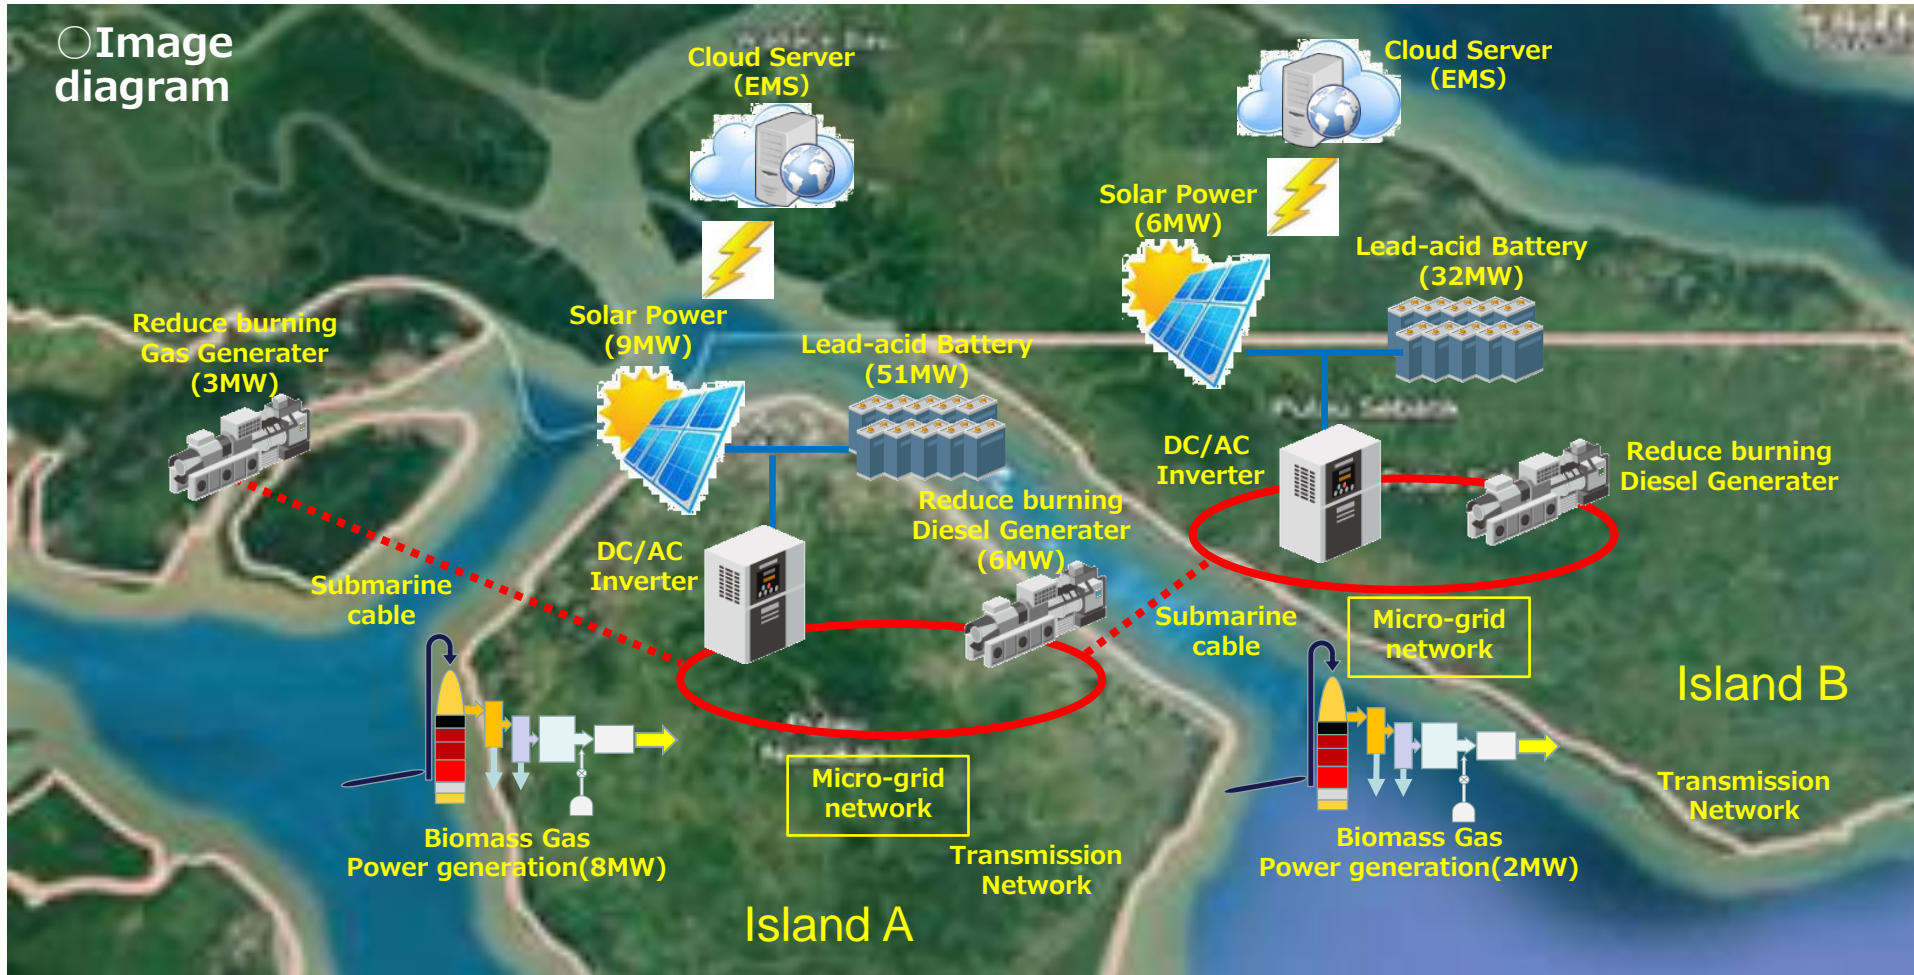 ○Image
diagram
Cloud Server
(EMS)
Cloud Server
(EMS)
Solar Power
(6MW)
Lead-acid Battery
(32MW)
Reduce burning
Gas Generater
(3MW)
Solar Power
(9MW)
Lead-acid Battery
(51MW)
Pulau Sebatik
DC/AC
Inverter
Reduce burning
Diesel Generater
Reduce burning
Diesel Generater
(6MW)
DC/AC
Inverter
Submarine
cable
Submarine
cable
Micro-grid
network
Island B
Micro-grid
network
Transmission
Network
Biomass Gas
Power generation(8MW)
Biomass Gas
Power generation(2MW)
Transmission
Network
Island A